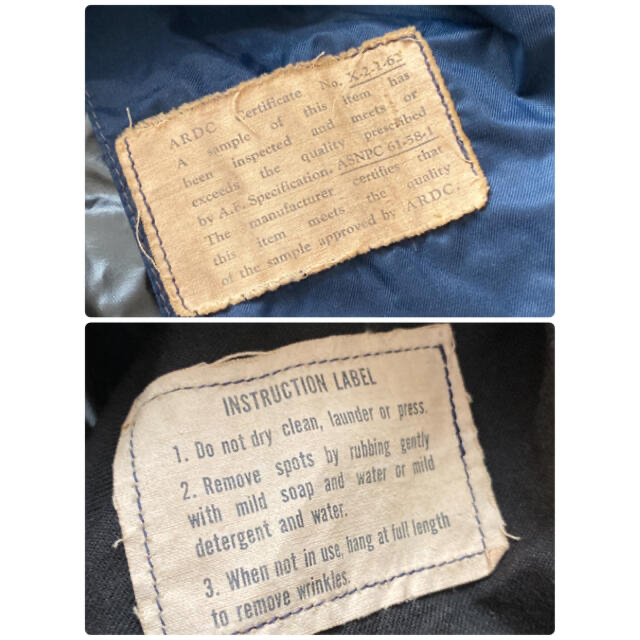 ARDC Certificate No. X-2-1-62
A sample of this item has
been inspected and meets or
exceeds the quality prescribed
by A.F. Specification. ASNPC 61-58-1
The manufacturer certifies that
this item meets the quality
of the sample approved by ARDC.
INSTRUCTION LABEL
1. Do not dry clean, launder or press.
2. Remove spots by rubbing gently
with mild soap and water or mild
detergent and water.
3. When not in use, hang at full length
to remove wrinkles.